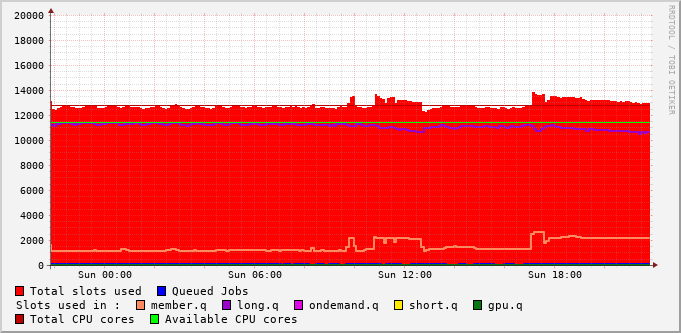 RRDTOOL / TOBI OETIKER
20000
18000
16000
14000
12000
10000
8000
6000
4000
2000
0
Sun 00:00 Sun 06:00 Sun 12:00 Sun 18:00
Total slots used Queued Jobs
Slots used in : member.q long.q ondemand.q short.q gpu.q
Total CPU cores Available CPU cores